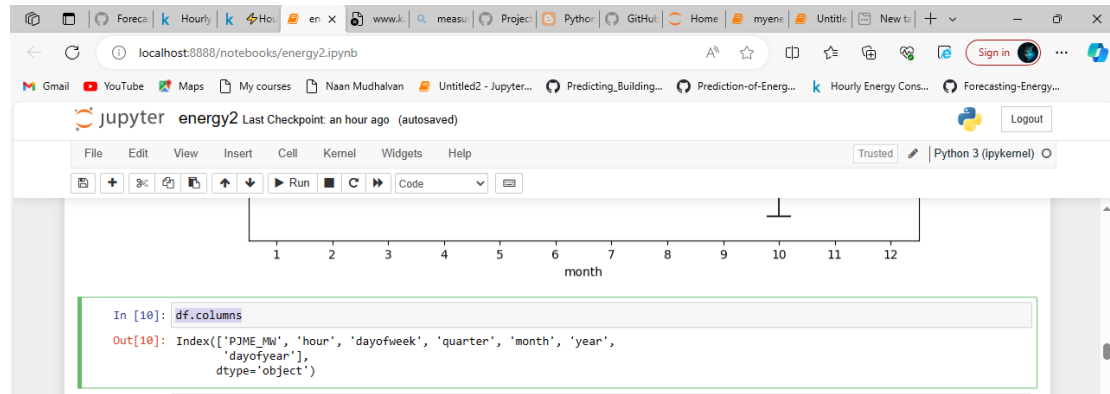 Foreca
Hourly
Hou
en
www.k
measu
Project
Pythor
GitHub
Home
myene
Untitle
New ta
localhost:8888/notebooks/energy2.ipynb
Sign in
Gmail
YouTube
Maps
My courses
Naan Mudhalvan
Untitled2 - Jupyter...
Predicting_Building...
Prediction-of-Energ...
Hourly Energy Cons...
Forecasting-Energy...
jupyter energy2 Last Checkpoint: an hour ago (autosaved)
Logout
File Edit View Insert Cell Kernel Widgets Help
Trusted
Python 3 (ipykernel)
Run
Code
1 2 3 4 5 6 7 8 9 10 11 12
month
In [10]: df.columns
Out[10]: Index(['PJME_MW', 'hour', 'dayofweek', 'quarter', 'month', 'year',
'dayofyear'],
dtype='object')